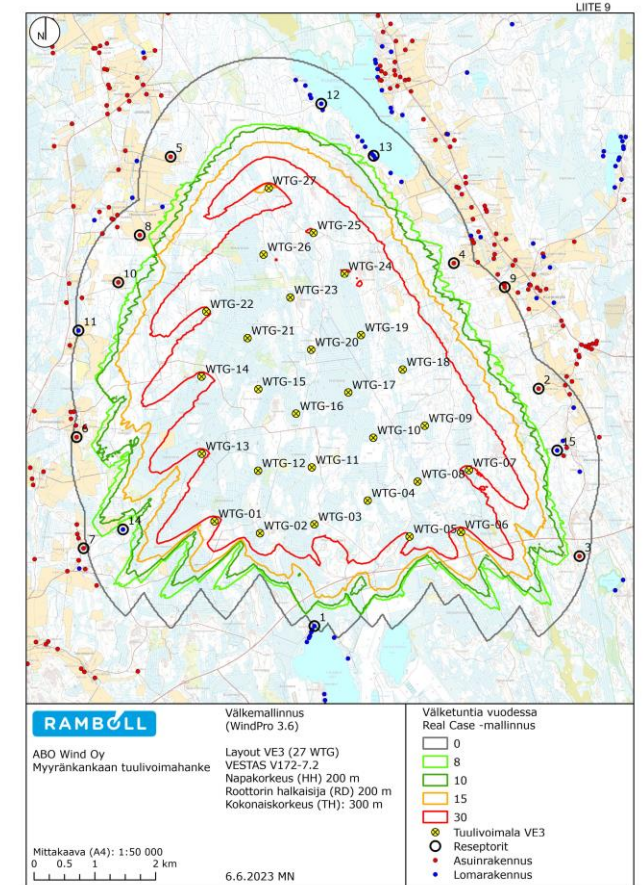 LIITE 9
N
12
13
5
WTG-27
8
WTG-25
WTG-26
4
WTG-24
10
9
WTG-23
WTG-22
11
WTG-21
WTG-19
WTG-20
WTG-18
WTG-14
2
WTG-15
WTG-17
WTG-16
WTG-09
6
WTG-10
15
WTG-13
WTG-12
WTG-11
WTG-07
WTG-08
WTG-04
WTG-01
14
WTG-03
WTG-02
WTG-05
WTG-06
7
3
1
RAMBOLL
ABO Wind Oy
Myyränkankaan tuulivoimahanke
Mittakaava (A4): 1:50 000
0 0.5 1 2 km
Välkemallinnus
(WindPro 3.6)
Layout VE3 (27 WTG)
VESTAS V172-7.2
Napakorkeus (HH) 200 m
Roottorin halkaisija (RD) 200 m
Kokonaiskorkeus (TH): 300 m
6.6.2023 MN
Välketuntia vuodessa
Real Case -mallinnus
0
8
10
15
30
Tuulivoimala VE3
Reseptorit
Asuinrakennus
Lomarakennus